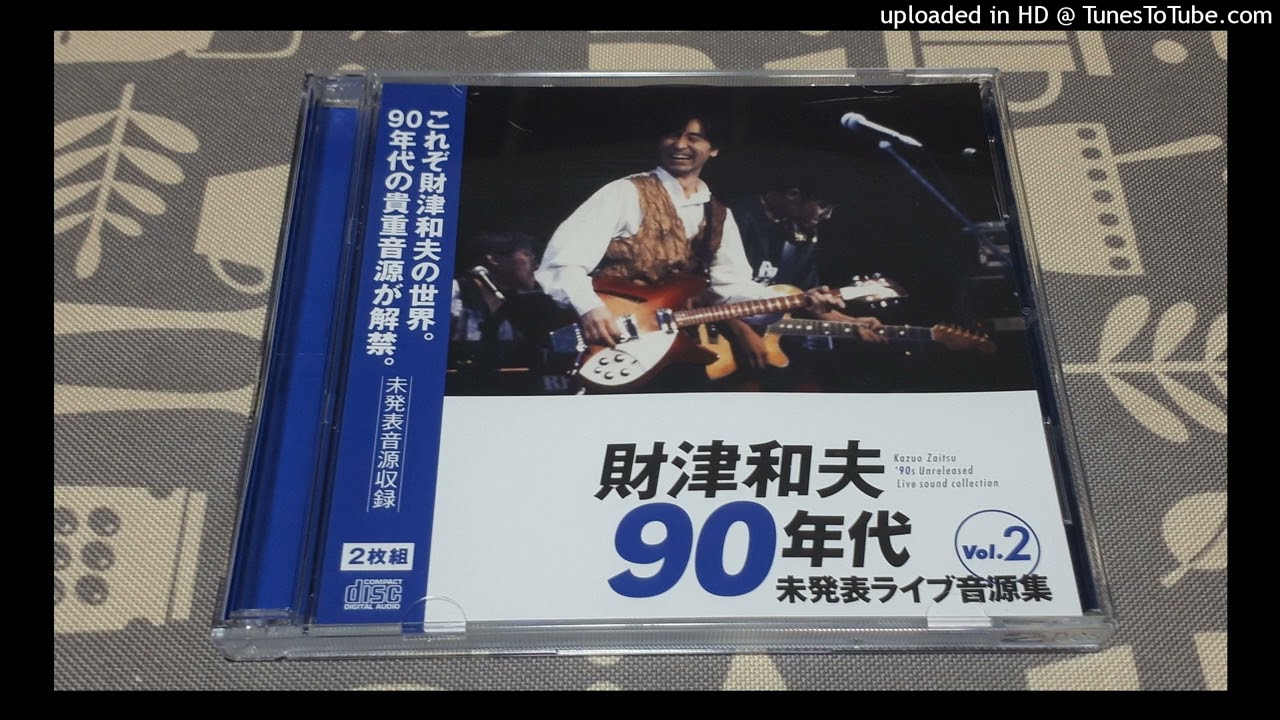 uploaded in HD @ TunesToTube.com
これぞ財津和夫の世界。
90年代の貴重音源が解禁。
未発表音源収録
2枚組
COMPACT
disc
DIGITAL AUDIO
財津和夫
Kazuo Zaitsu
'90s Unreleased
Live sound collection
90年代
Vol.2
未発表ライブ音源集